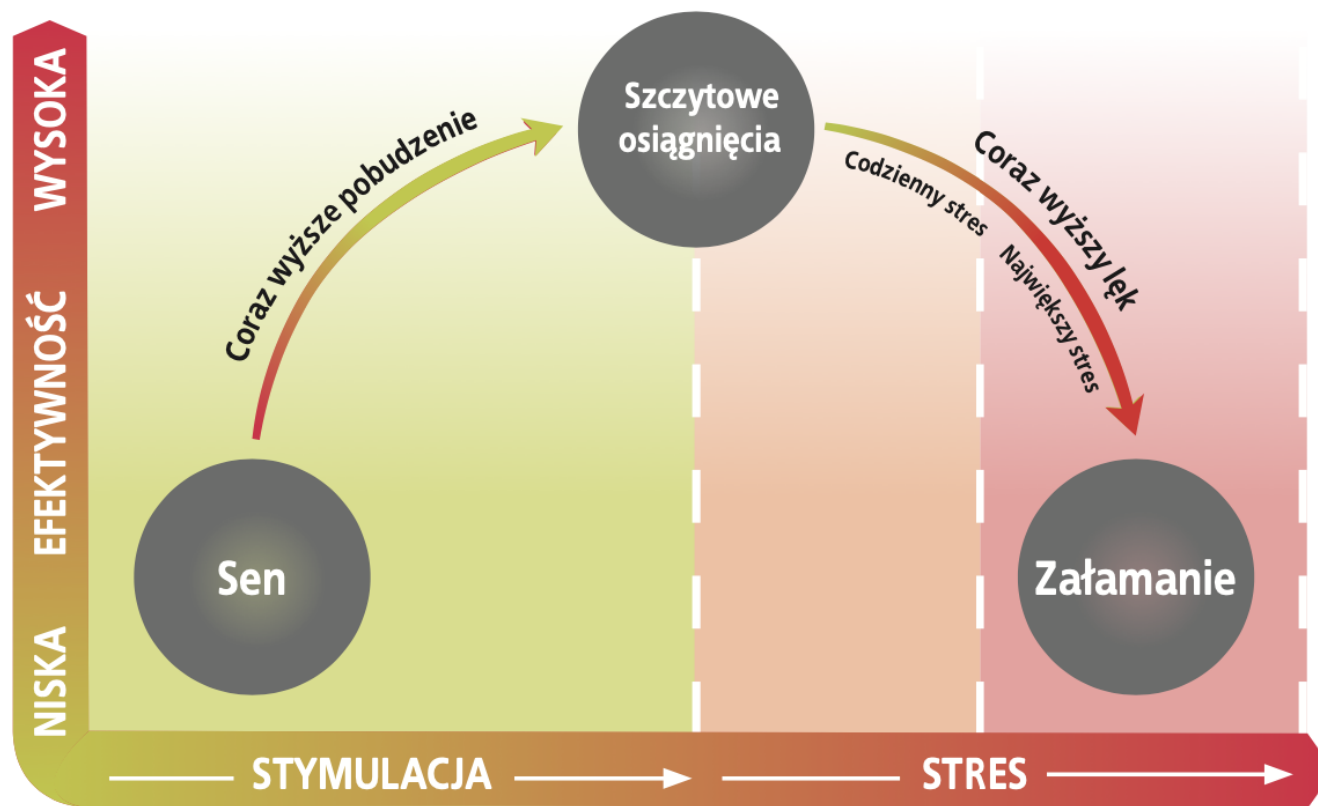 WYSOKA
EFEKTYWNOŚĆ
NISKA
Coraz wyższe pobudzenie
Szczytowe
osiągnięcia
Coraz wyższy lęk
Codzienny stres
Największy stres
Sen
Załamanie
STYMULACJA
STRES